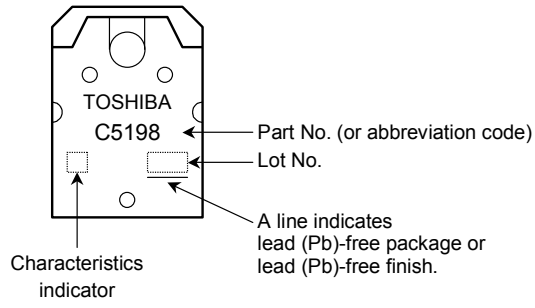 TOSHIBA
C5198
Part No. (or abbreviation code)
Lot No.
A line indicates
lead (Pb)-free package or
lead (Pb)-free finish.
Characteristics
indicator